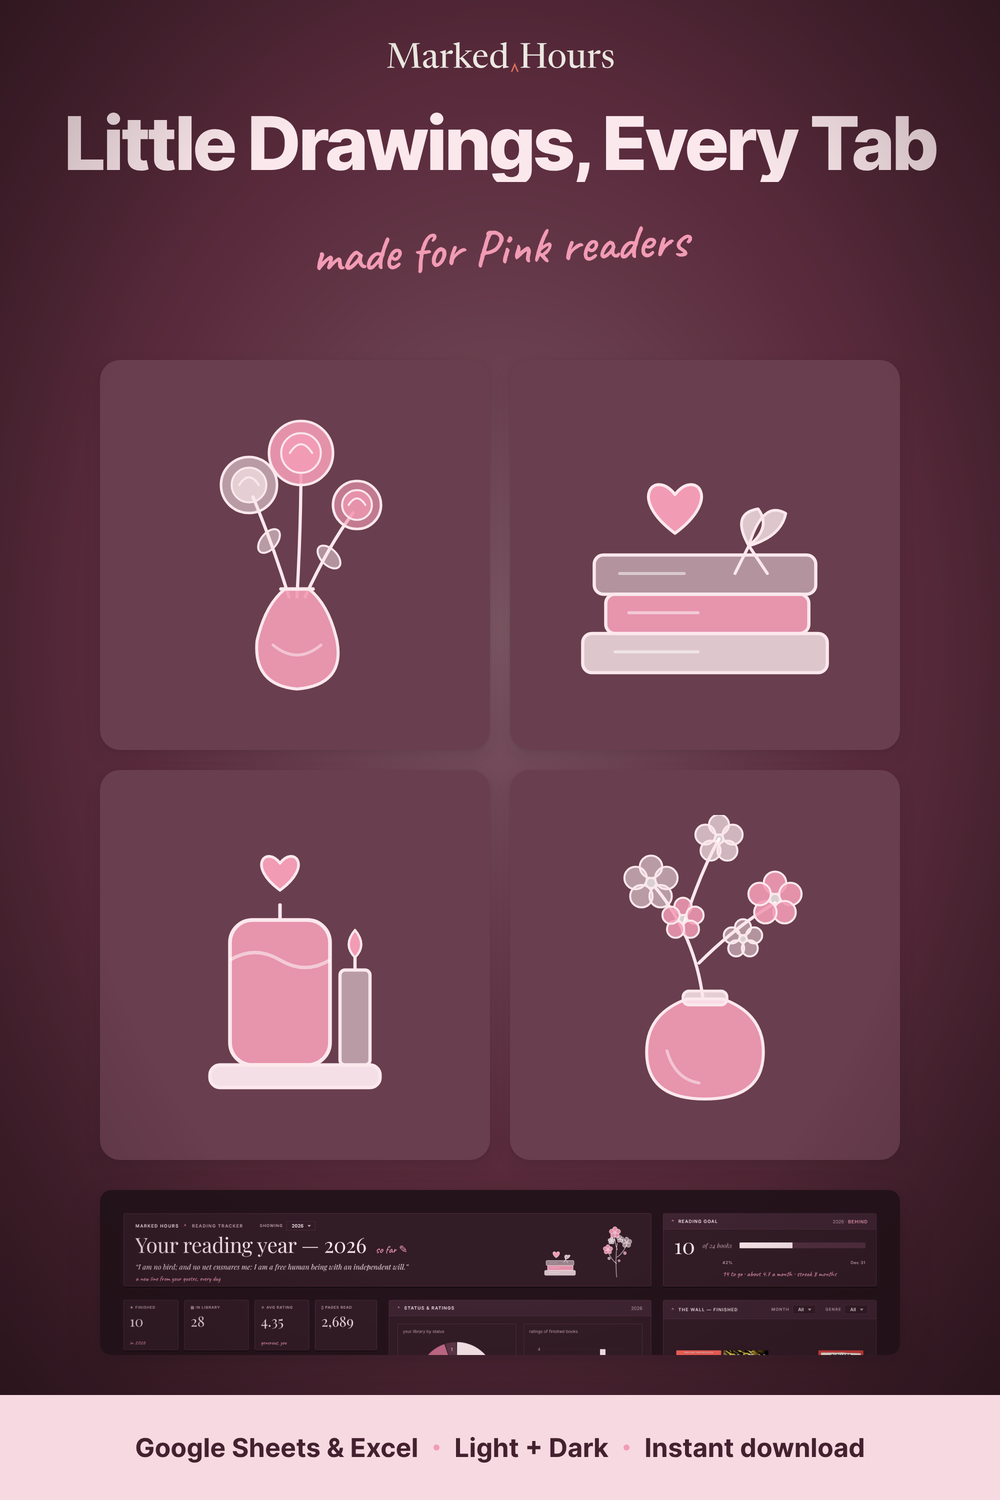 Marked‸Hours
Little Drawings, Every Tab
made for Pink readers
MARKED HOURS READING TRACKER SHOWING 2026
Your reading year — 2026 so far ✎
"I am no bird; and no net ensnares me: I am a free human being with an independent will."
a new line from your quotes, every day
READING GOAL 2026 · BEHIND
10 of 24 books
42% Dec 31
14 to go · about 4.7 a month · streak 8 months
FINISHED
10
in 2026
IN LIBRARY
28
AVG RATING
4.35
generous, you
PAGES READ
2,689
STATUS & RATINGS 2026
your library by status
ratings of finished books
THE WALL — FINISHED MONTH All GENRE All
Google Sheets & Excel • Light + Dark • Instant download